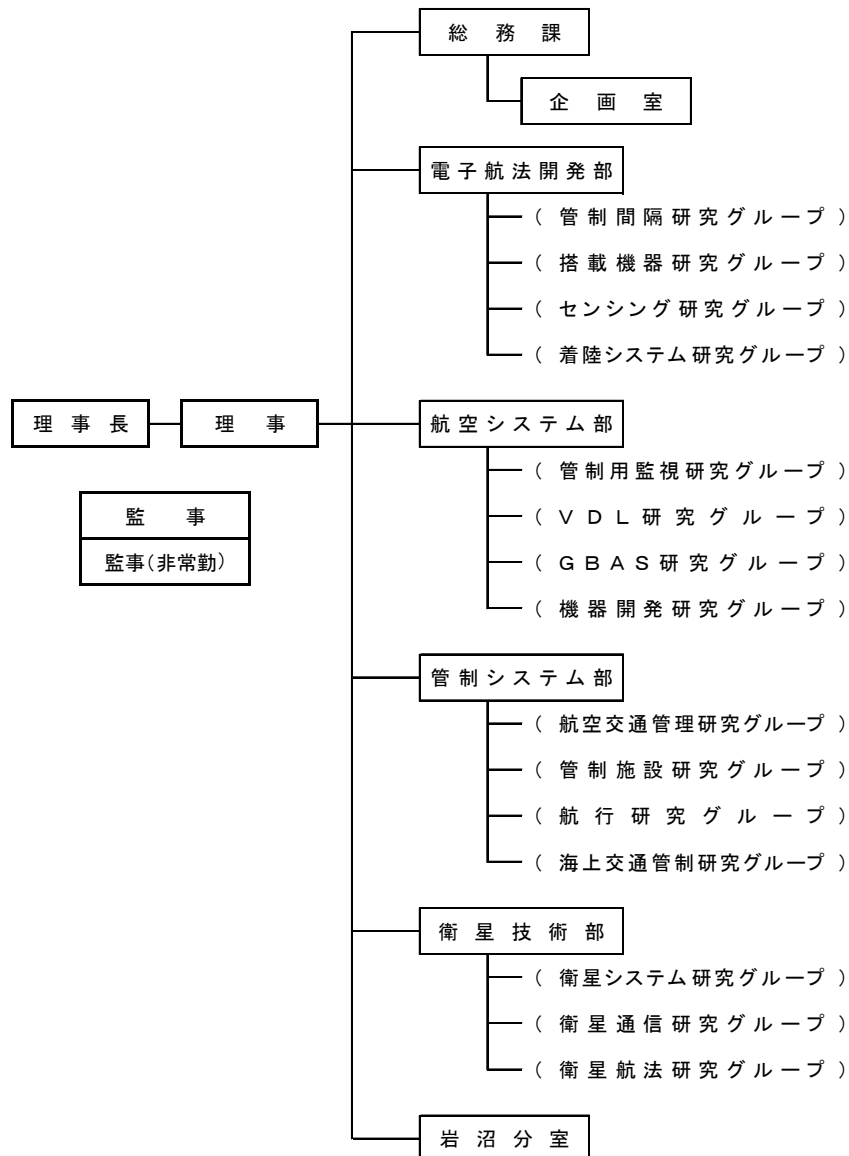 総務課
企画室
電子航法開発部
(管制間隔研究グループ)
(搭載機器研究グループ)
(センシング研究グループ)
(着陸システム研究グループ)
理事長
理事
航空システム部
(管制用監視研究グループ)
監事
監事(非常勤)
(VDL研究グループ)
(GBAS研究グループ)
(機器開発研究グループ)
管制システム部
(航空交通管理研究グループ)
(管制施設研究グループ)
(航行研究グループ)
(海上交通管制研究グループ)
衛星技術部
(衛星システム研究グループ)
(衛星通信研究グループ)
(衛星航法研究グループ)
岩沼分室